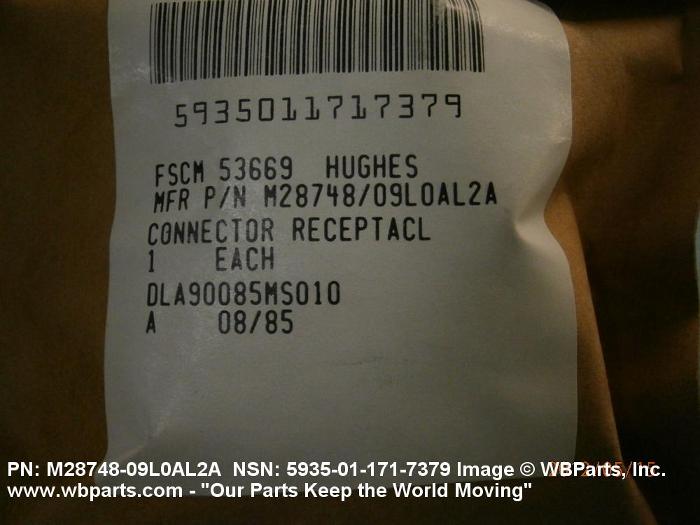 5935011717379
FSCM 53669 HUGHES
MFR P/N M28748/09L0AL2A
CONNECTOR RECEPTACL
1 EACH
DLA90085MS010
A 08/85
PN: M28748-09L0AL2A NSN: 5935-01-171-7379 Image © WBParts, Inc.
www.wbparts.com - "Our Parts Keep the World Moving"